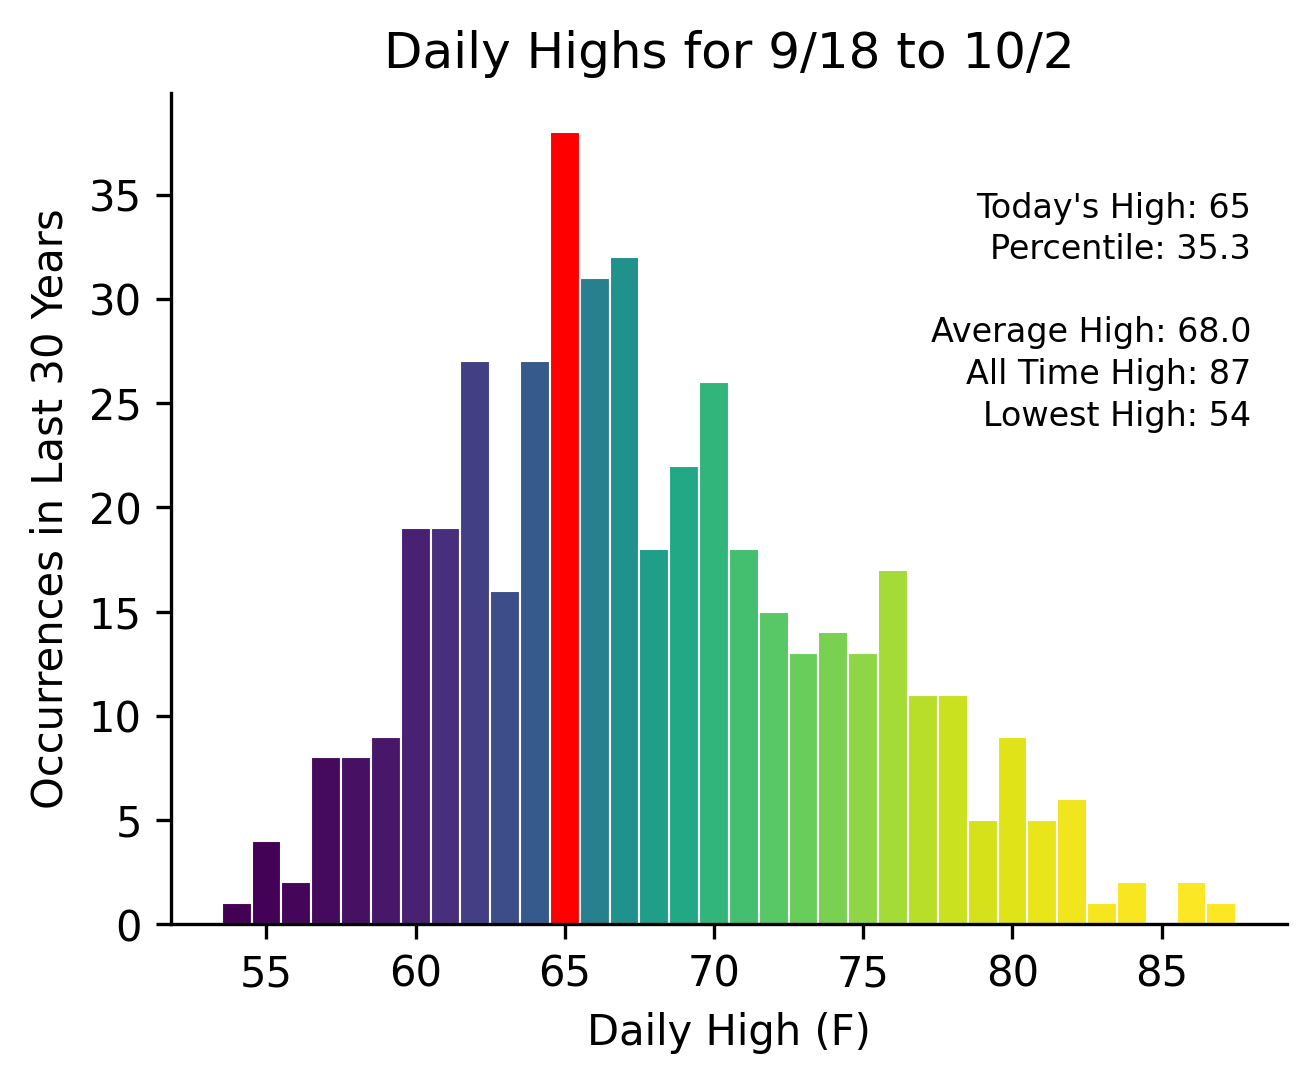 Daily Highs for 9/18 to 10/2
Today's High: 65
Percentile: 35.3
Average High: 68.0
All Time High: 87
Lowest High: 54
Occurrences in Last 30 Years
35
30
25
20
15
10
5
0
55 60 65 70 75 80 85
Daily High (F)